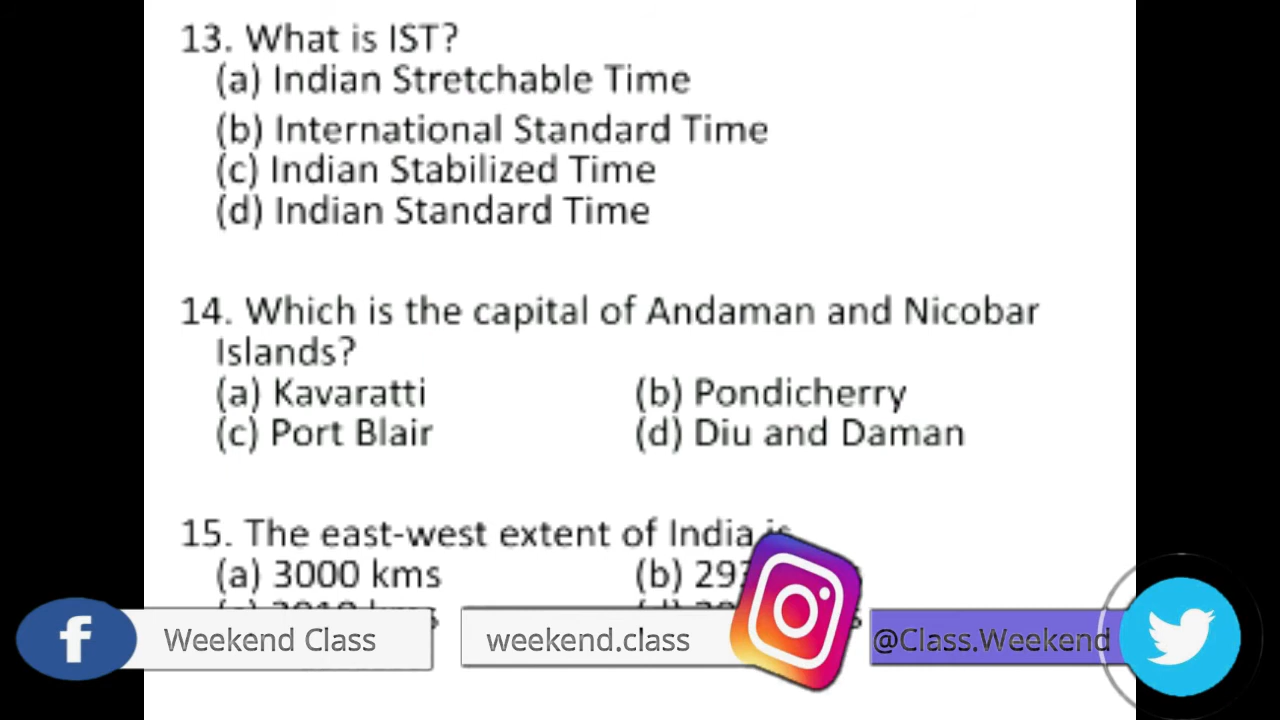 13. What is IST?
(a) Indian Stretchable Time
(b) International Standard Time
(c) Indian Stabilized Time
(d) Indian Standard Time
14. Which is the capital of Andaman and Nicobar
Islands?
(a) Kavaratti (b) Pondicherry
(c) Port Blair (d) Diu and Daman
15. The east-west extent of India is
(a) 3000 kms (b)
Weekend Class weekend.class @Class.Weekend